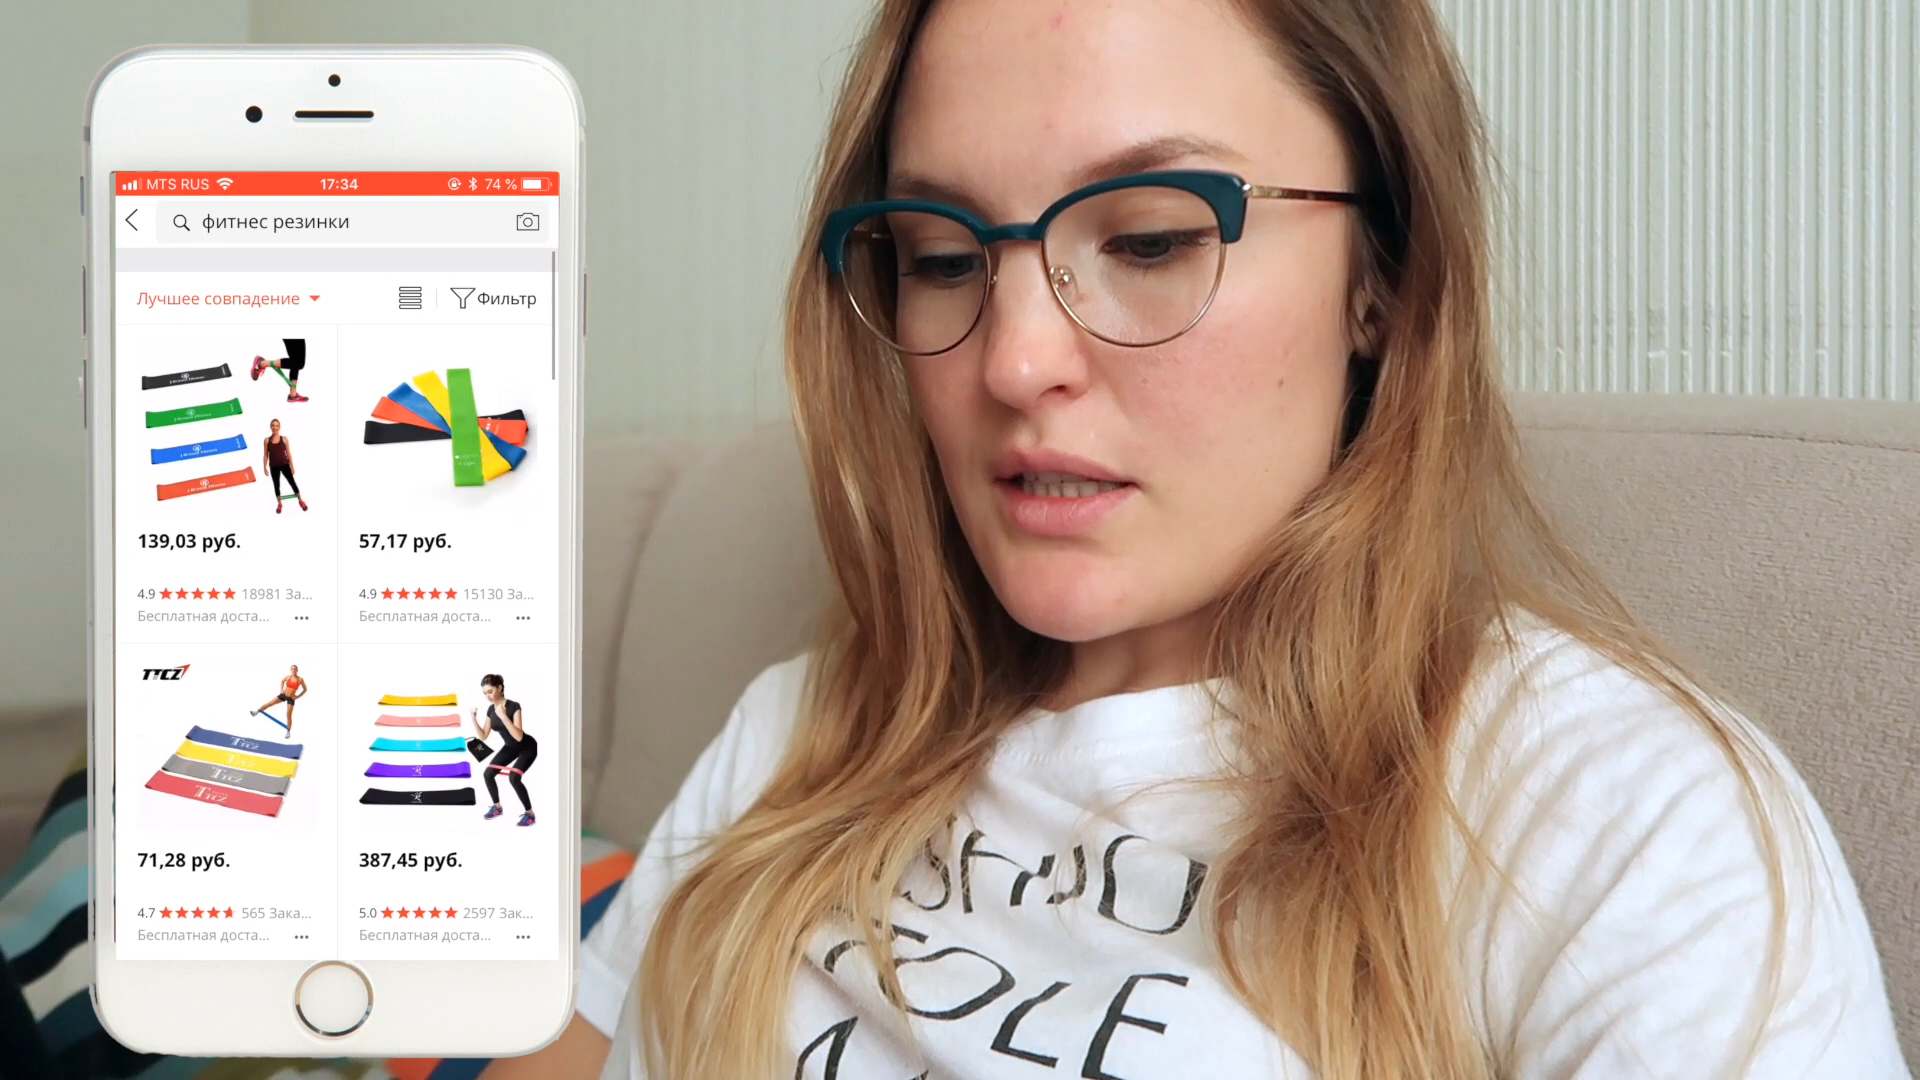 MTS RUS
17:34
74 %
фитнес резинки
Лучшее совпадение
Фильтр
139,03 руб.
57,17 руб.
4.9
18981 За...
4.9
15130 За...
Бесплатная доста...
Бесплатная доста...
TTCZ
71,28 руб.
387,45 руб.
4.7
565 Зака...
5.0
2597 Зак...
Бесплатная доста...
Бесплатная доста...